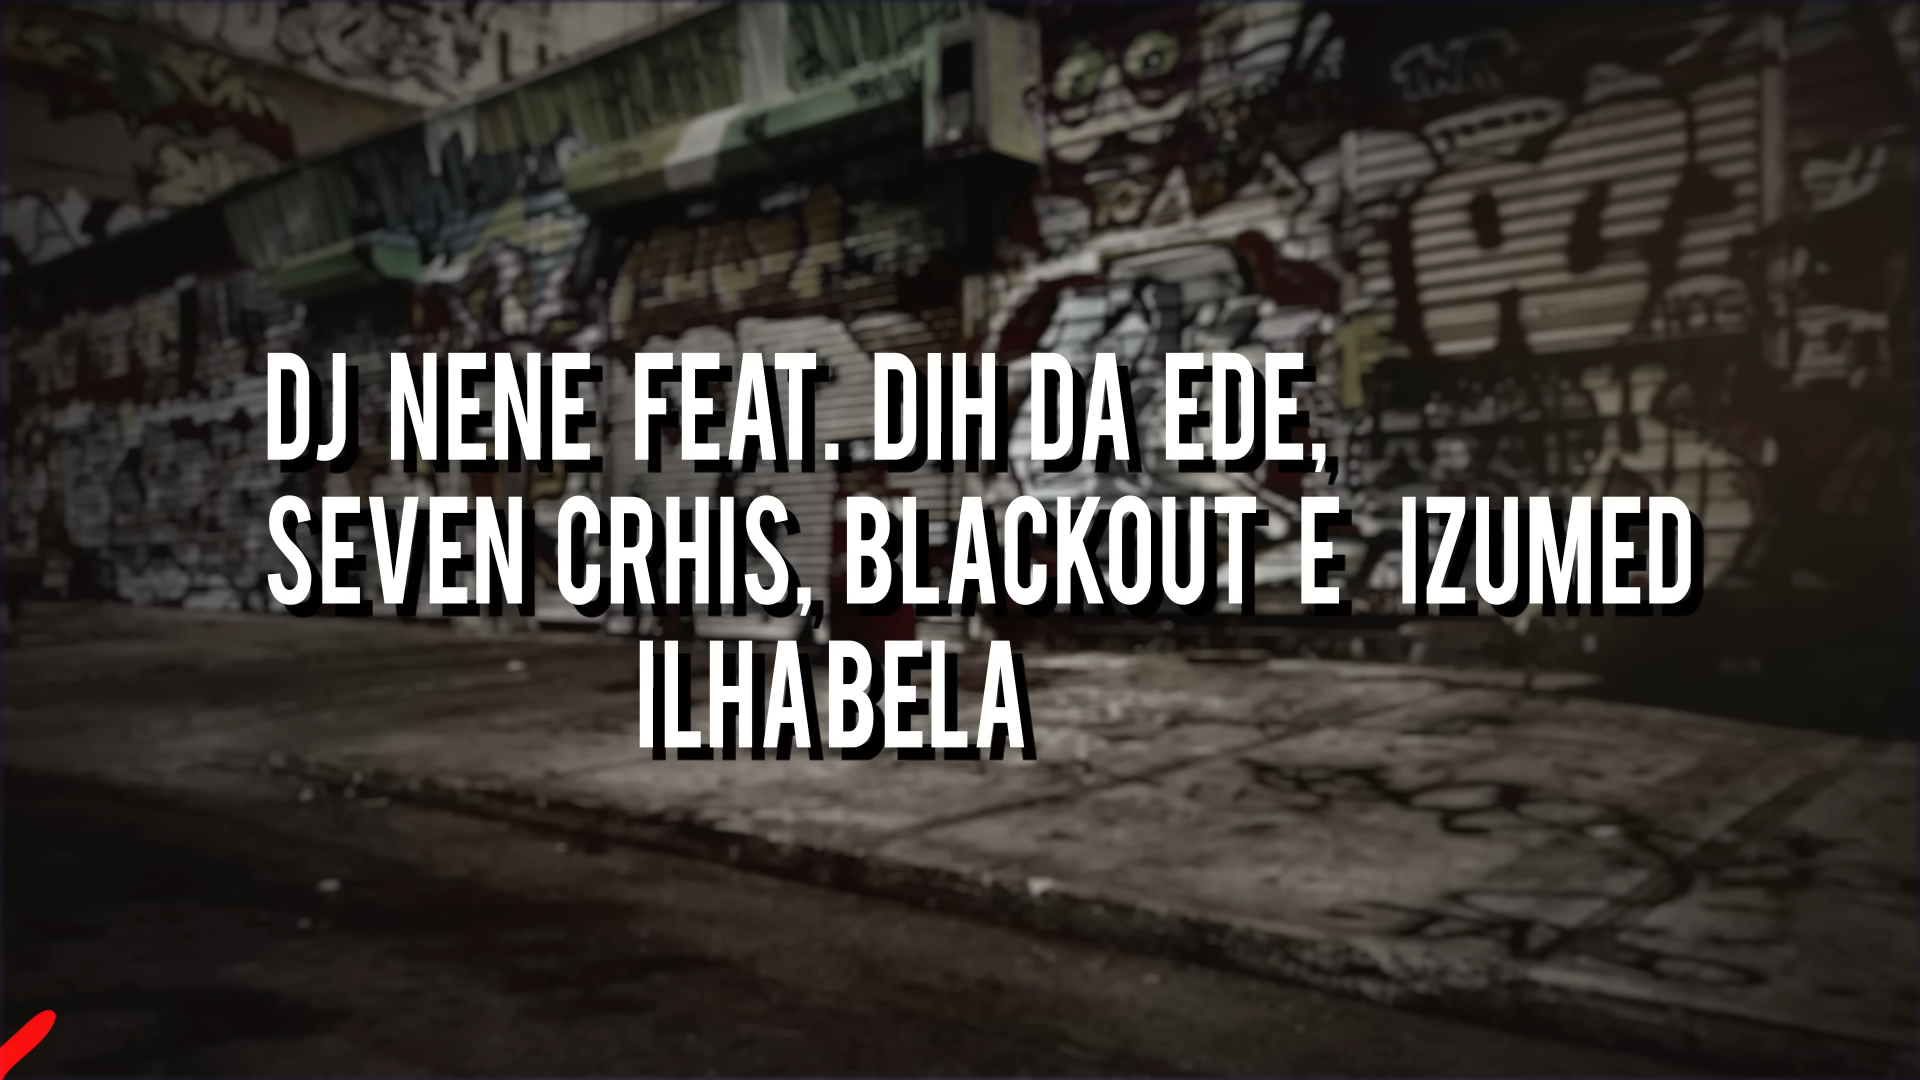 DJ NENE FEAT. DIH DA EDE,
SEVEN CRHIS, BLACKOUT E IZUMED
ILHABELA